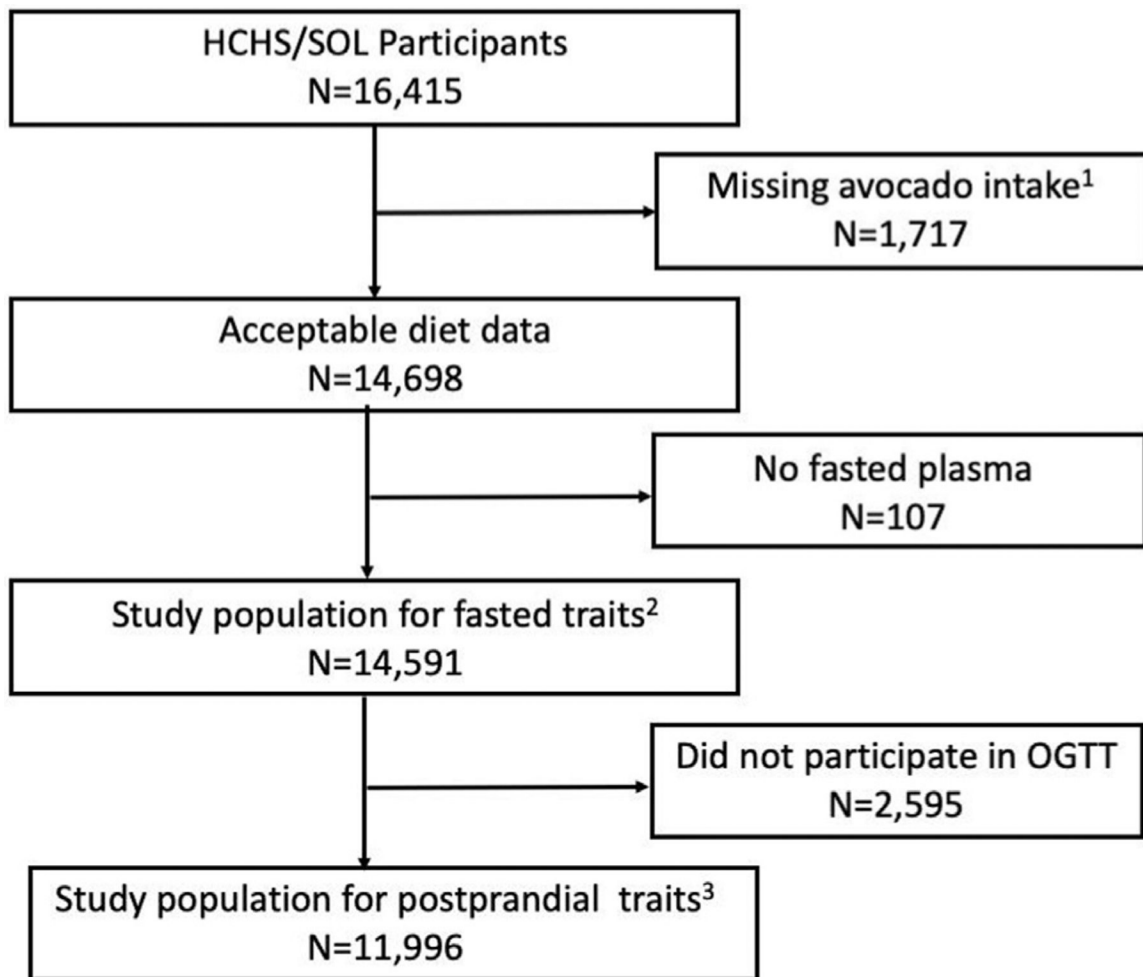 HCHS/SOL Participants
N=16,415
Missing avocado intake¹
N=1,717
Acceptable diet data
N=14,698
No fasted plasma
N=107
Study population for fasted traits²
N=14,591
Did not participate in OGTT
N=2,595
Study population for postprandial traits³
N=11,996